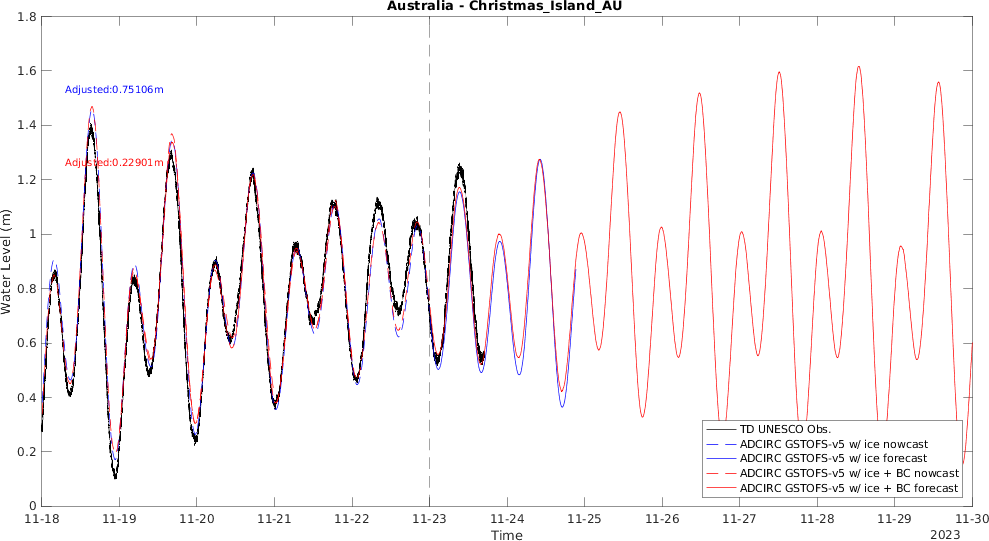 Australia - Christmas_Island_AU
1.8
1.6
1.4
1.2
1
0.8
0.6
0.4
0.2
0
Water Level (m)
Adjusted:0.75106m
Adjusted:0.22901m
TD UNESCO Obs.
ADCIRC GSTOFS-v5 w/ ice nowcast
ADCIRC GSTOFS-v5 w/ ice forecast
ADCIRC GSTOFS-v5 w/ ice + BC nowcast
ADCIRC GSTOFS-v5 w/ ice + BC forecast
11-18 11-19 11-20 11-21 11-22 11-23 11-24 11-25 11-26 11-27 11-28 11-29 11-30
Time
2023